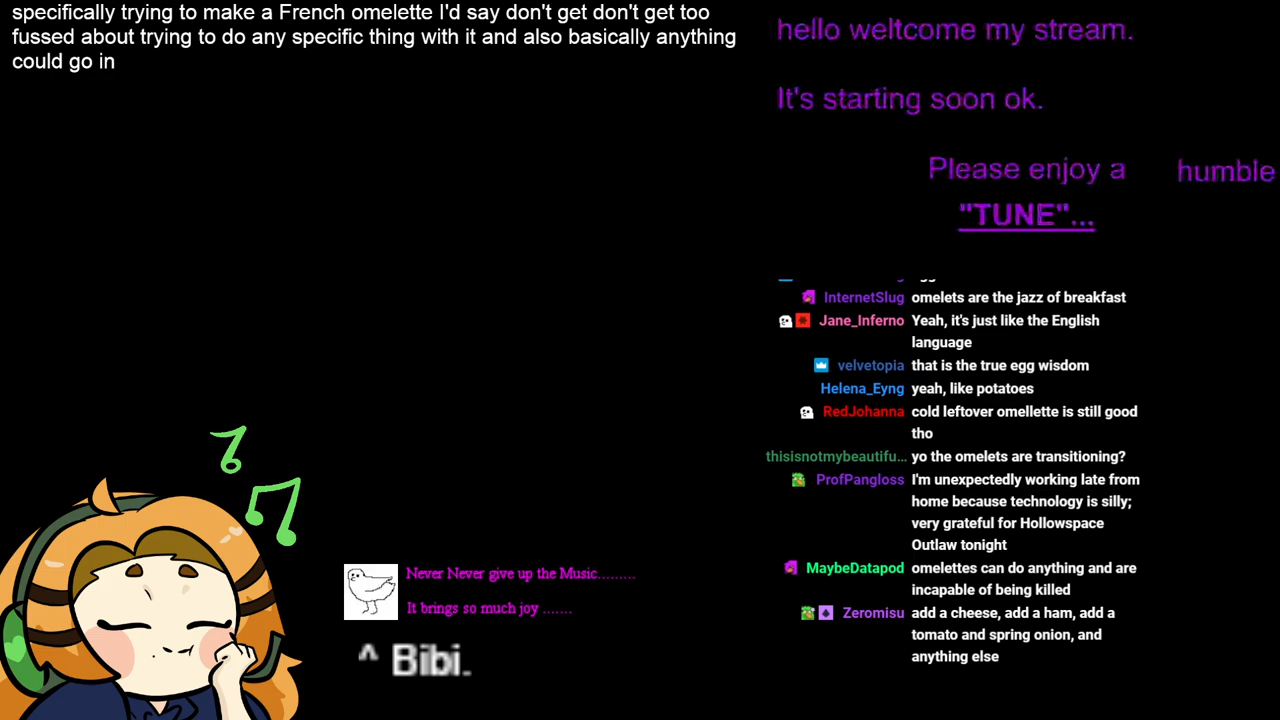 specifically trying to make a French omelette I'd say don't get don't get too
fussed about trying to do any specific thing with it and also basically anything
could go in
hello weltcome my stream.
It's starting soon ok.
Please enjoy a humble
"TUNE"...
InternetSlug omelets are the jazz of breakfast
Jane_Inferno Yeah, it's just like the English
language
velvetopia that is the true egg wisdom
Helena_Eyng yeah, like potatoes
RedJohanna cold leftover omellette is still good
tho
thisisnotmybeautifu... yo the omelets are transitioning?
ProfPangloss I'm unexpectedly working late from
home because technology is silly;
very grateful for Hollowspace
Outlaw tonight
MaybeDatapod omelettes can do anything and are
incapable of being killed
Zeromisu add a cheese, add a ham, add a
tomato and spring onion, and
anything else
Never Never give up the Music.........
It brings so much joy .......
^ Bibi.